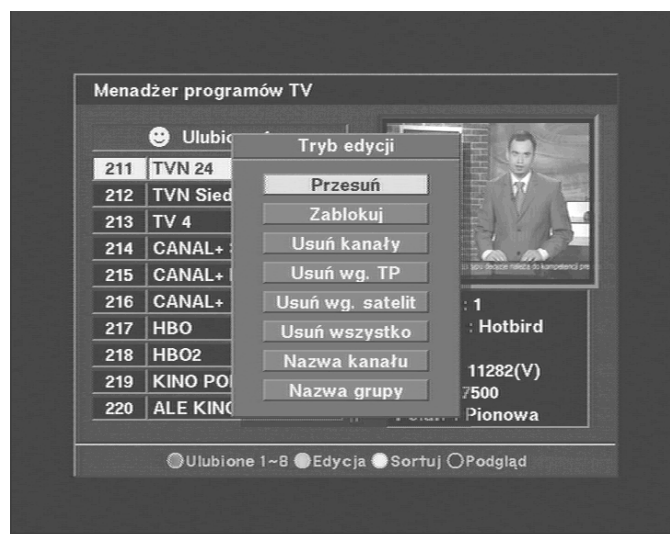 Menadżer programów TV
Tryb edycji
Przesuń
Zablokuj
Usuń kanały
Usuń wg. TP
Usuń wg. satelit
Usuń wszystko
Nazwa kanału
Nazwa grupy
211 TVN 24
212 TVN Sied
213 TV 4
214 CANAL+
215 CANAL+
216 CANAL+
217 HBO
218 HBO2
219 KINO PO
220 ALE KINO
: 1
: Hotbird
11282(V)
7500
: Pionowa
Ulubione 1~8 Edycja Sortuj Podgląd